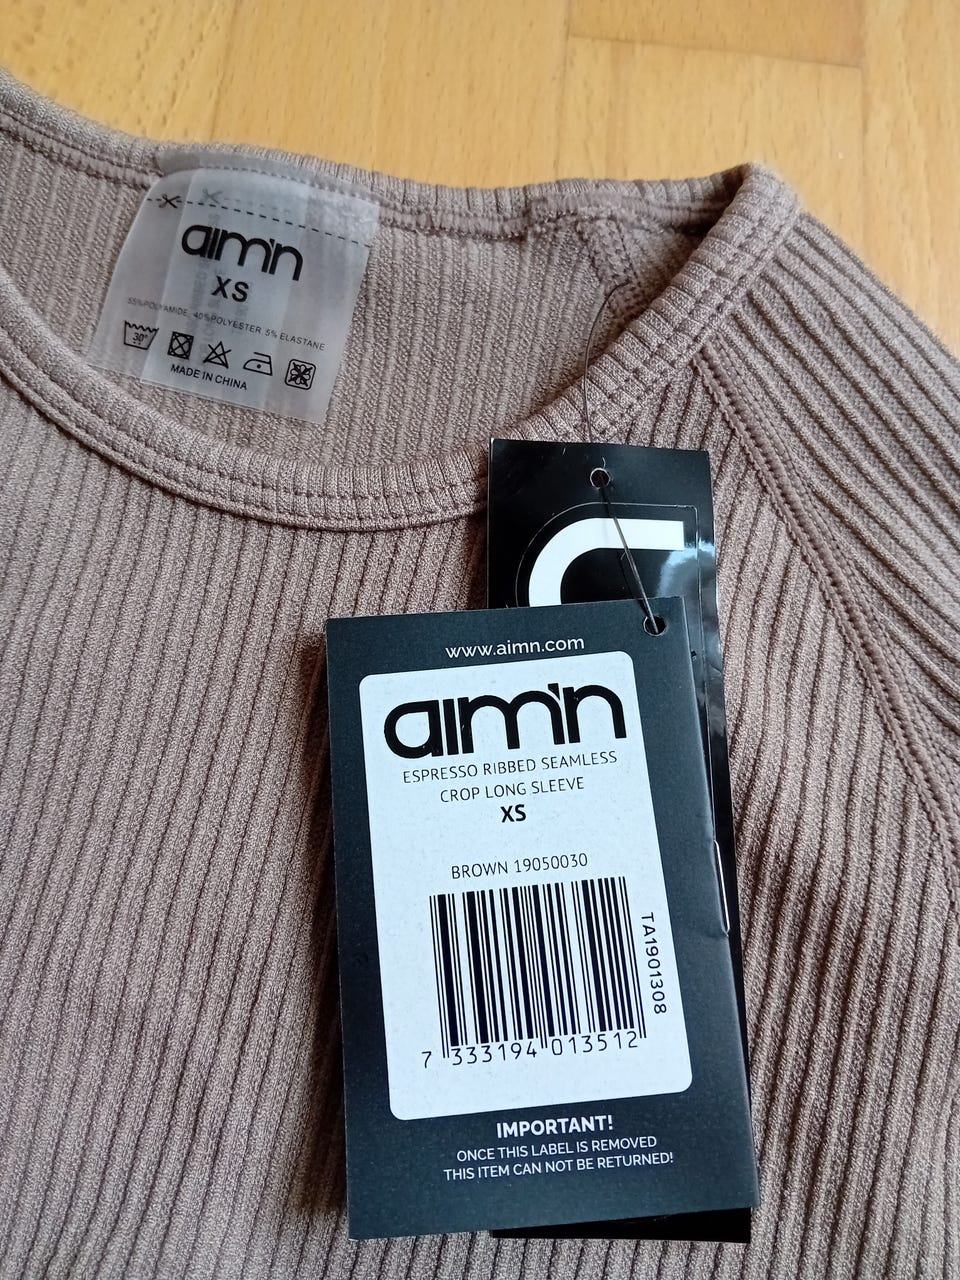 aim'n
XS
55%POLYAMIDE, 40%POLYESTER 5% ELASTANE
30°
MADE IN CHINA
www.aimn.com
aim'n
ESPRESSO RIBBED SEAMLESS
CROP LONG SLEEVE
XS
BROWN 19050030
TA1901308
7 333194 013512
IMPORTANT!
ONCE THIS LABEL IS REMOVED
THIS ITEM CAN NOT BE RETURNED!